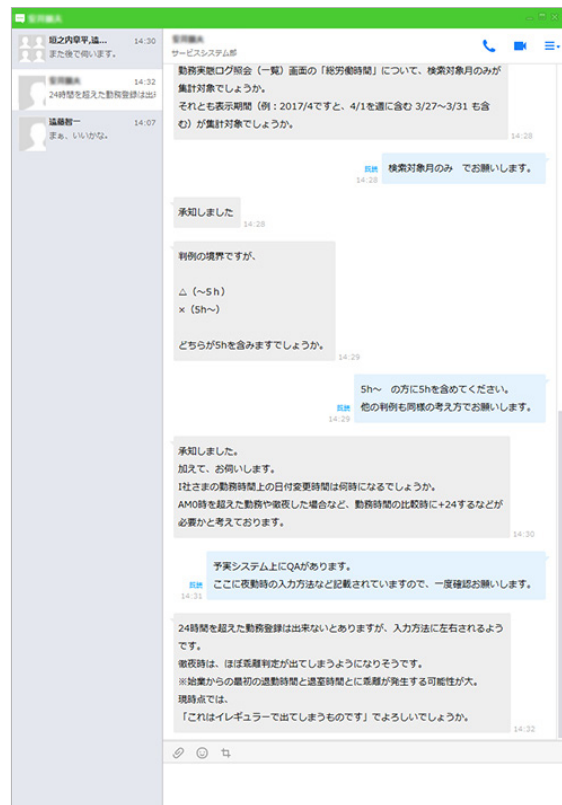 垣之内早平,遠... 14:30
また後で伺います。
14:32
24時間を超えた勤務登録は出来
遠藤智一 14:07
まぁ、いいかな。
サービスシステム部
勤務実態ログ照会（一覧）画面の「総労働時間」について、検索対象月のみが
集計対象でしょうか。
それとも表示期間（例：2017/4ですと、4/1を週に含む 3/27～3/31 も含
む）が集計対象でしょうか。
14:28
検索対象月のみ でお願いします。
既読
14:28
承知しました
14:28
判例の境界ですが、
△（～5h）
×（5h～）
どちらが5hを含みますでしょうか。
14:29
5h～ の方に5hを含めてください。
他の判例も同様の考え方でお願いします。
既読
14:29
承知しました。
加えて、お伺いします。
I社さまの勤務時間上の日付変更時間は何時になるでしょうか。
AM0時を超えた勤務や徹夜した場合など、勤務時間の比較時に+24するなどが
必要かと考えております。
14:30
予実システム上にQAがあります。
ここに夜勤時の入力方法など記載されていますので、一度確認お願いします。
既読
14:31
24時間を超えた勤務登録は出来ないとありますが、入力方法に左右されるよう
です。
徹夜時は、ほぼ乖離判定が出てしまうようになりそうです。
※始業からの最初の退勤時間と退室時間とに乖離が発生する可能性が大。
現時点では、
「これはイレギュラーで出てしまうものです」でよろしいでしょうか。
14:32